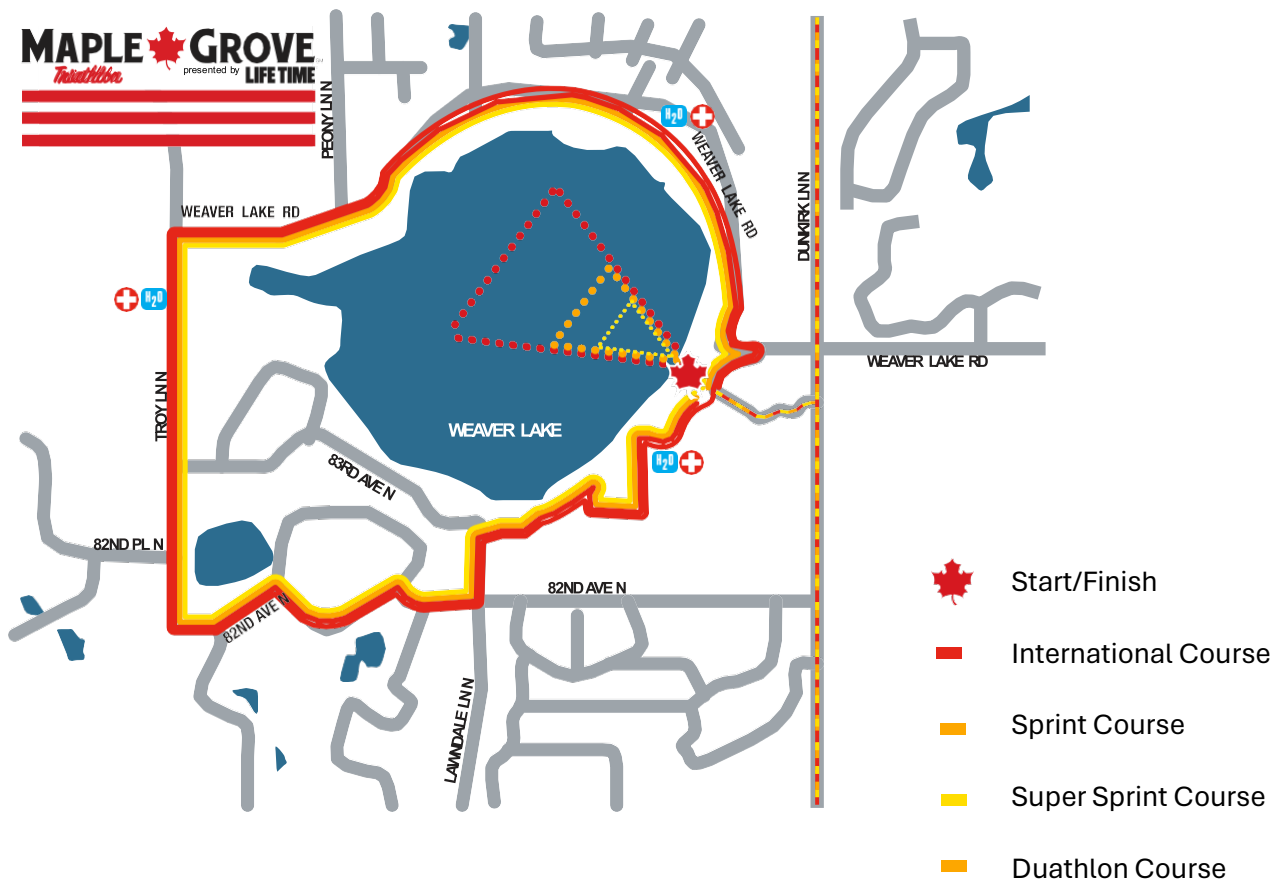 MAPLE GROVE
Triathlon presented by LIFE TIME
PEONY LN N
H2O
WEAVER LAKE RD
WEAVER LAKE RD
DUNKIRK LN N
H2O
WEAVER LAKE RD
TROY LN N
WEAVER LAKE
83RD AVE N
H2O
82ND PL N
82ND AVE N
82ND AVE N
LAWNDALE LN N
Start/Finish
International Course
Sprint Course
Super Sprint Course
Duathlon Course